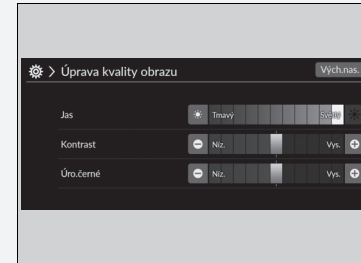 > Úprava kvality obrazu
Vých.nas.
Jas
Tmavý
Světlý
Kontrast
Níz.
Vys.
Úro.černé
Níz.
Vys.